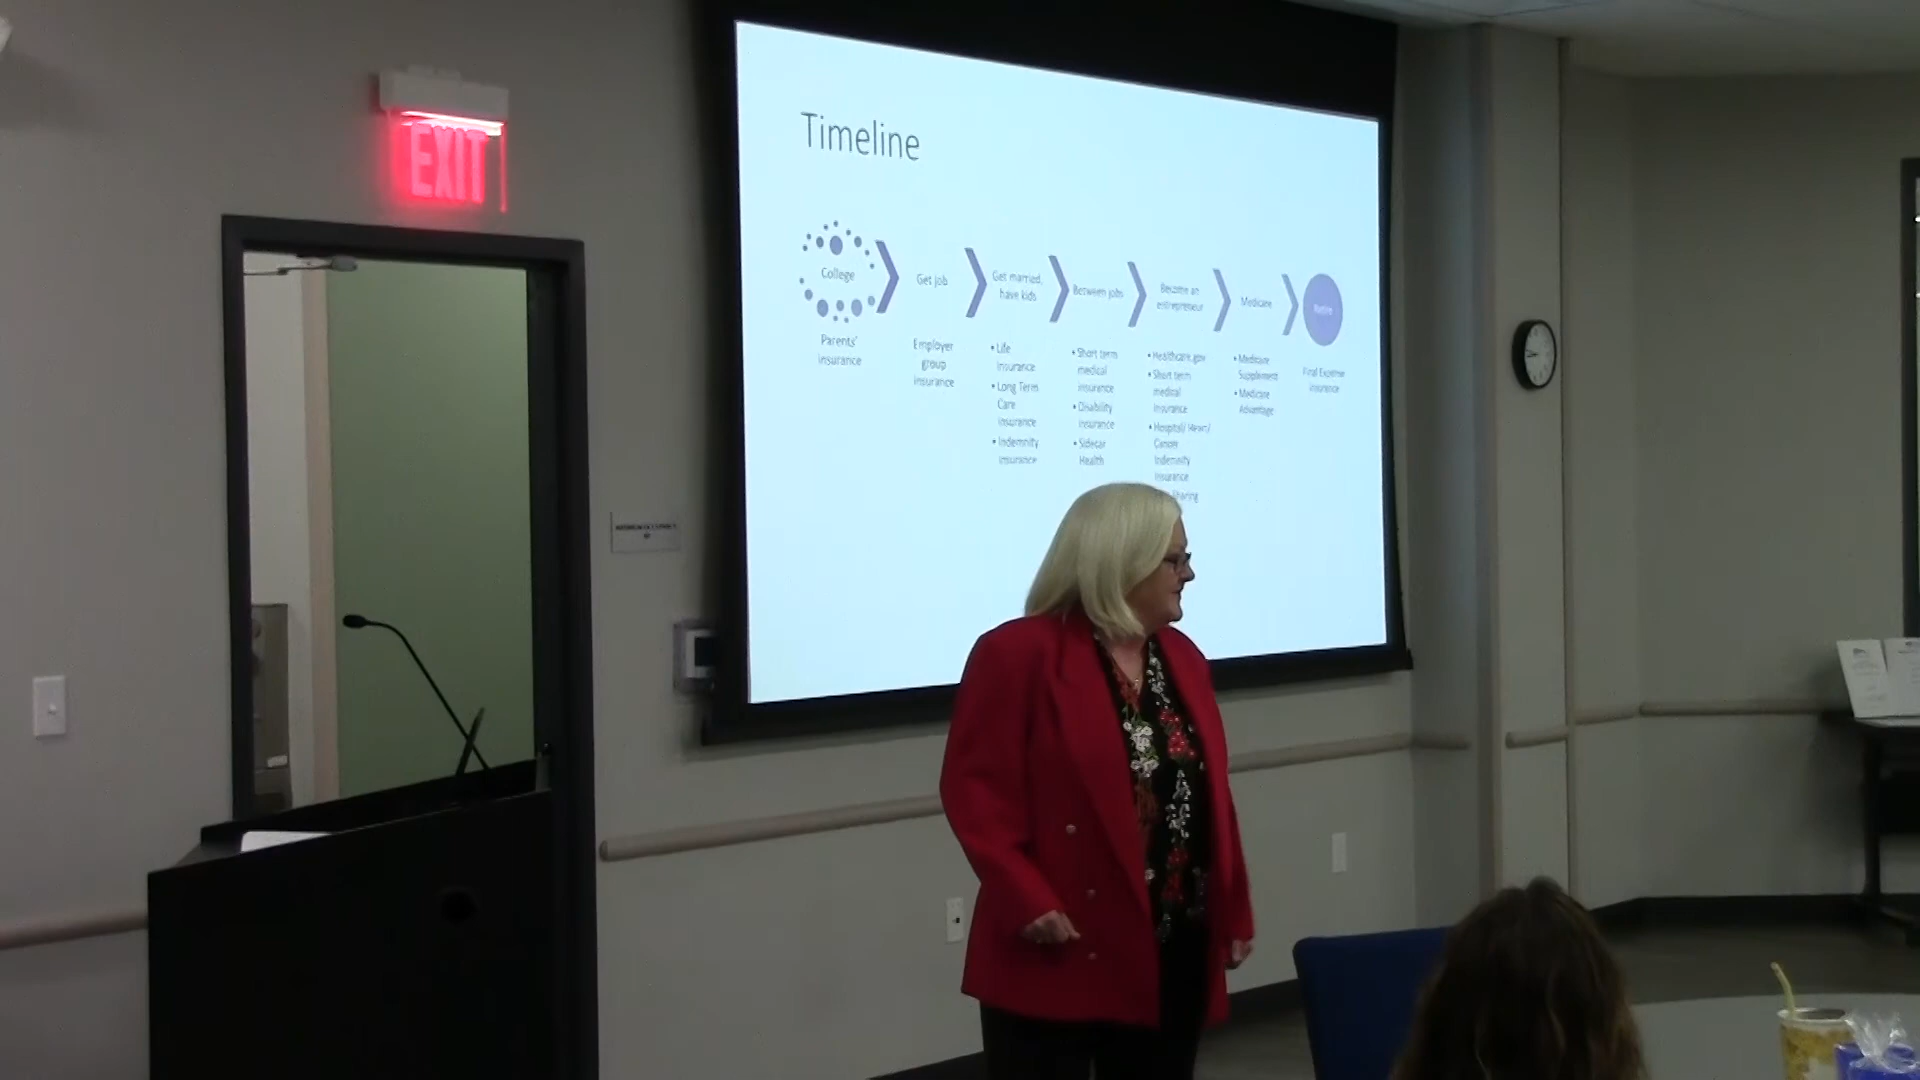 EXIT
Timeline
College
Parents'
insurance
Get job
Employer
group
insurance
Get married,
have kids
• Life
insurance
• Long Term
Care
insurance
• Indemnity
insurance
Between jobs
• Short term
medical
insurance
• Disability
insurance
• Sidecar
Health
Become an
entrepreneur
• Healthcare.gov
• Short term
medical
insurance
• Hospital/ Heart/
Cancer
Indemnity
insurance
Sharing
Medicare
• Medicare
Supplement
• Medicare
Advantage
Final Expense
insurance